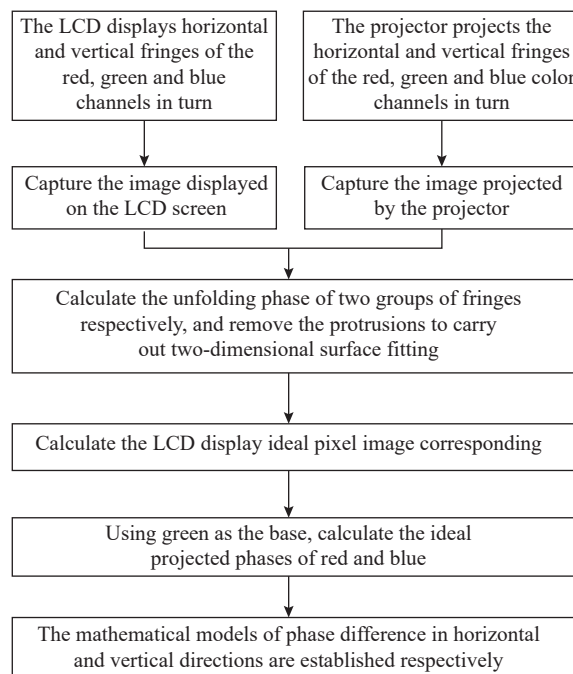 The LCD displays horizontal
and vertical fringes of the
red, green and blue
channels in turn
The projector projects the
horizontal and vertical fringes
of the red, green and blue color
channels in turn
Capture the image displayed
on the LCD screen
Capture the image projected
by the projector
Calculate the unfolding phase of two groups of fringes
respectively, and remove the protrusions to carry
out two-dimensional surface fitting
Calculate the LCD display ideal pixel image corresponding
Using green as the base, calculate the ideal
projected phases of red and blue
The mathematical models of phase difference in horizontal
and vertical directions are established respectively